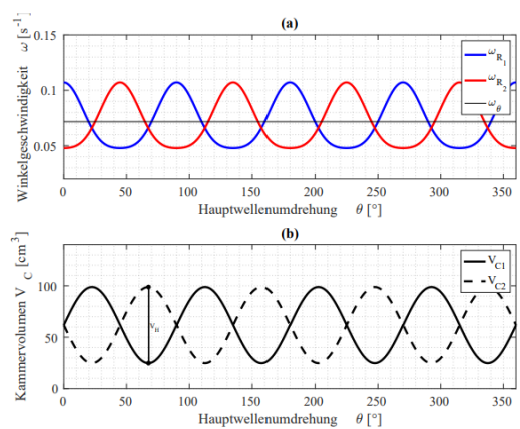 (a)
Winkelgeschwindigkeit ω [s⁻¹]
0.15
0.1
0.05
ω_R₁
ω_R₂
ω_θ
0 50 100 150 200 250 300 350
Hauptwellenumdrehung θ [°]
(b)
Kammervolumen V_C [cm³]
100
50
0
V_H
V_C1
V_C2
0 50 100 150 200 250 300 350
Hauptwellenumdrehung θ [°]